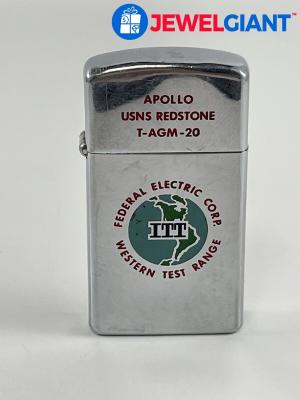 JEWELGIANT
APOLLO
USNS REDSTONE
T-AGM-20
FEDERAL ELECTRIC CORP.
ITT
WESTERN TEST RANGE